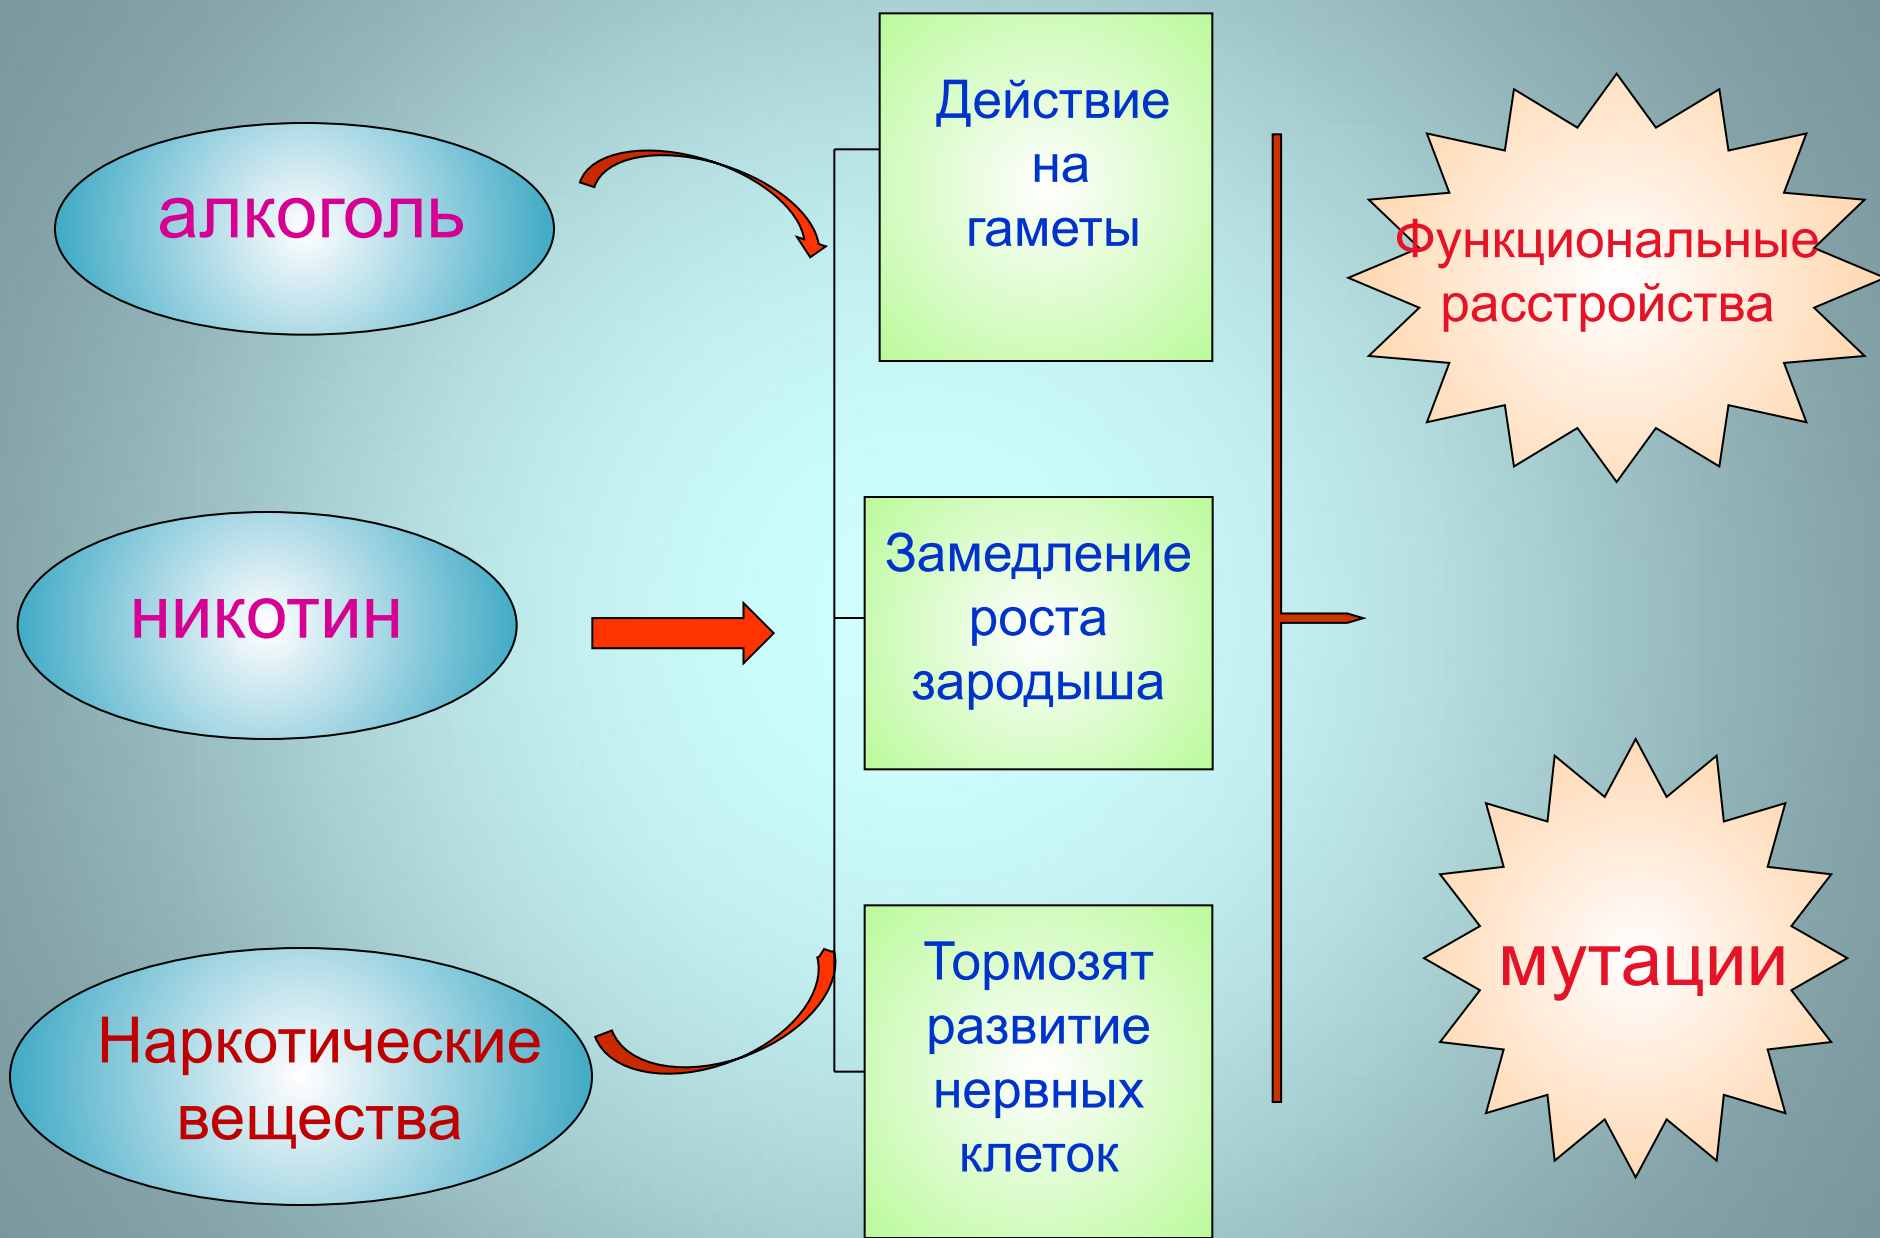 алкоголь
никотин
Наркотические
вещества
Действие
на
гаметы
Замедление
роста
зародыша
Тормозят
развитие
нервных
клеток
Функциональные
расстройства
мутации